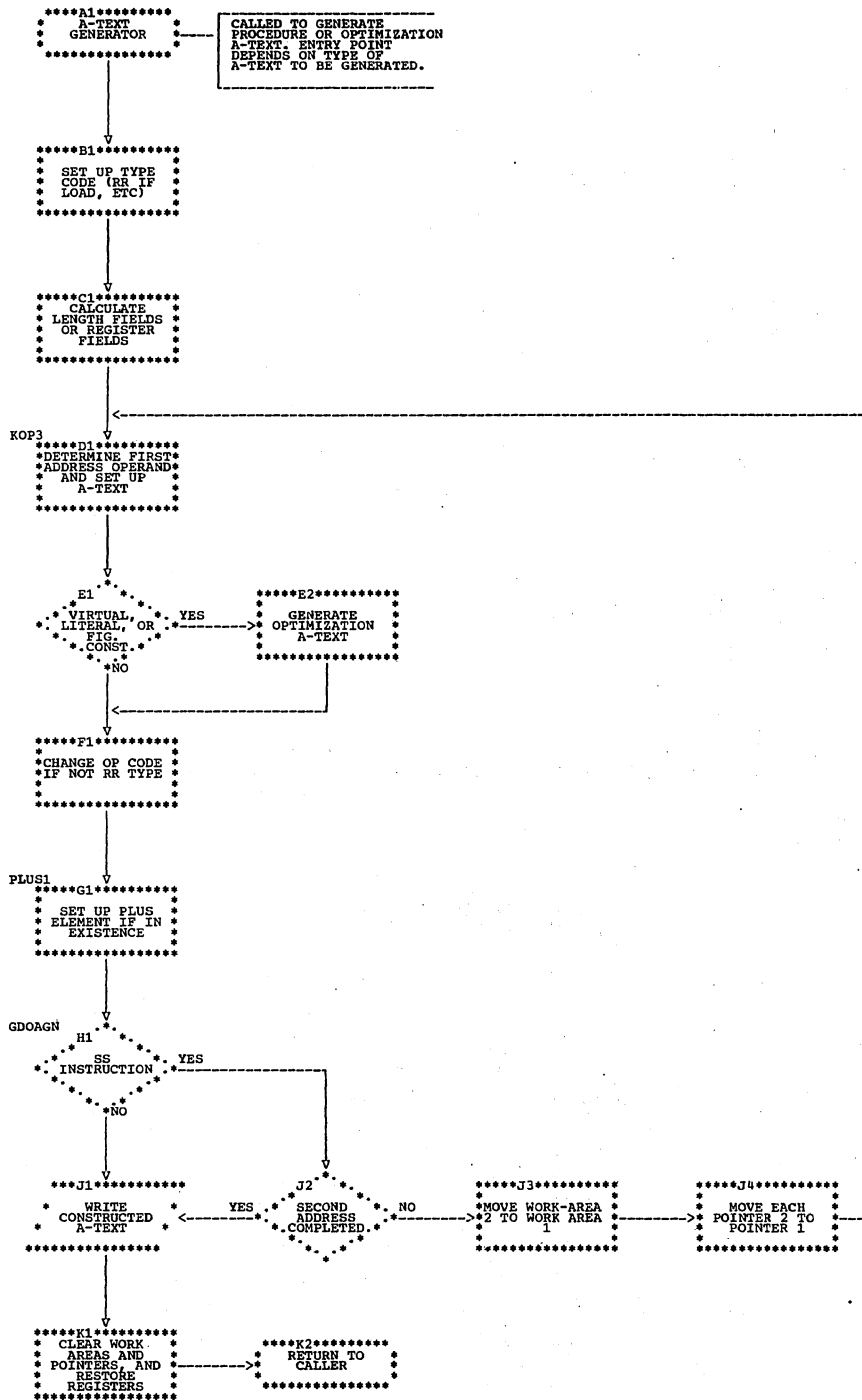 A1
A-TEXT
GENERATOR
CALLED TO GENERATE
PROCEDURE OR OPTIMIZATION
A-TEXT. ENTRY POINT
DEPENDS ON TYPE OF
A-TEXT TO BE GENERATED.
B1
SET UP TYPE
CODE (RR IF
LOAD, ETC)
C1
CALCULATE
LENGTH FIELDS
OR REGISTER
FIELDS
KOP3
D1
DETERMINE FIRST
ADDRESS OPERAND
AND SET UP
A-TEXT
E1
VIRTUAL,
LITERAL, OR
FIG.
CONST.
YES
NO
E2
GENERATE
OPTIMIZATION
A-TEXT
F1
CHANGE OP CODE
IF NOT RR TYPE
PLUS1
G1
SET UP PLUS
ELEMENT IF IN
EXISTENCE
GDOAGN
H1
SS
INSTRUCTION
YES
NO
J1
WRITE
CONSTRUCTED
A-TEXT
YES
J2
SECOND
ADDRESS
COMPLETED
NO
J3
MOVE WORK-AREA
2 TO WORK AREA
1
J4
MOVE EACH
POINTER 2 TO
POINTER 1
K1
CLEAR WORK
AREAS AND
POINTERS, AND
RESTORE
REGISTERS
K2
RETURN TO
CALLER